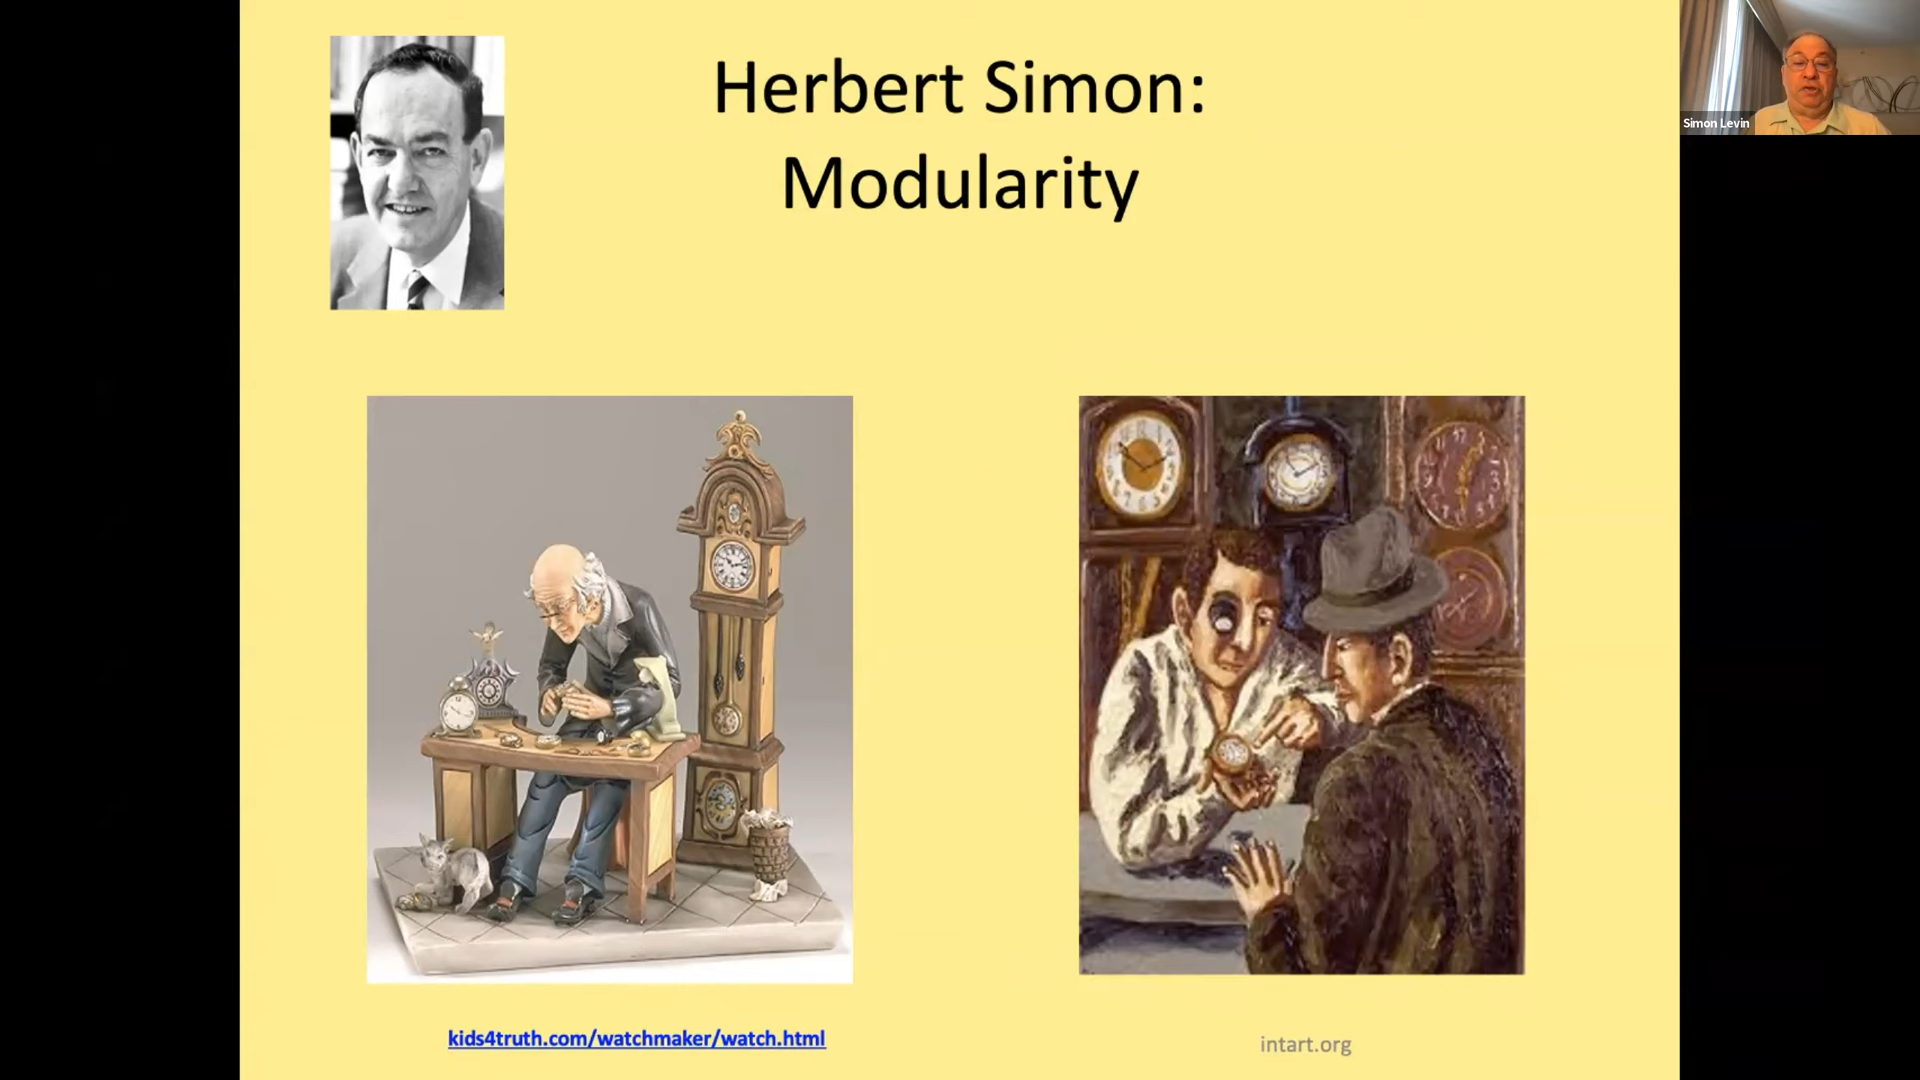 Herbert Simon:
Modularity
Simon Levin
kids4truth.com/watchmaker/watch.html
intart.org